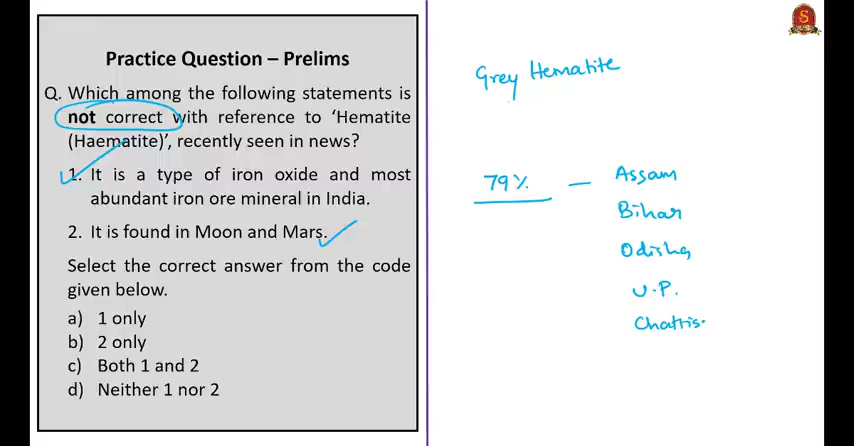 Practice Question – Prelims
Q. Which among the following statements is
not correct with reference to ‘Hematite
(Haematite)’, recently seen in news?
1. It is a type of iron oxide and most
abundant iron ore mineral in India.
2. It is found in Moon and Mars.
Select the correct answer from the code
given below.
a) 1 only
b) 2 only
c) Both 1 and 2
d) Neither 1 nor 2
Grey Hematite
79% — Assam
Bihar
Odisha
U.P.
Chattis.
S